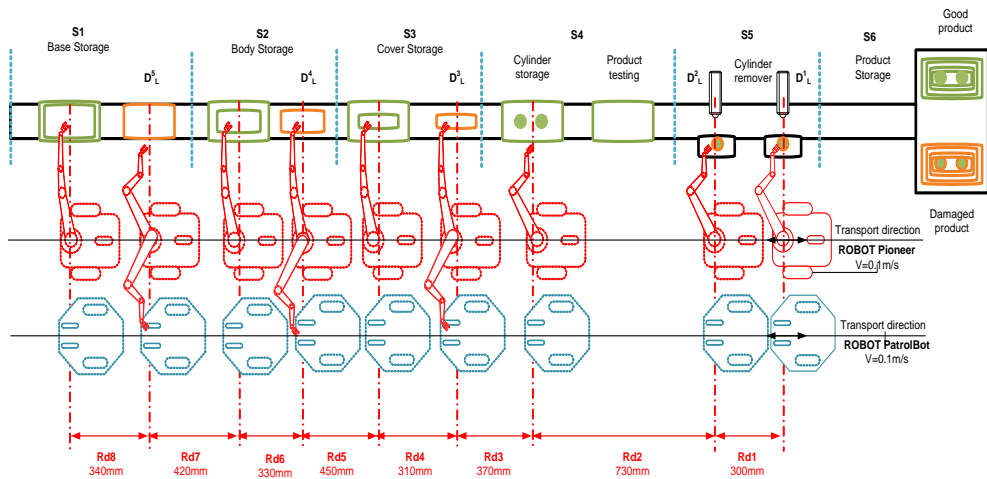 S1
Base Storage
S2
Body Storage
S3
Cover Storage
S4
S5
S6
Good
product
D⁵L
D⁴L
D³L
Cylinder
storage
Product
testing
D²L
Cylinder
remover
D¹L
Product
Storage
Damaged
product
Transport direction
ROBOT Pioneer
V=0.1m/s
Transport direction
ROBOT PatrolBot
V=0.1m/s
Rd8
340mm
Rd7
420mm
Rd6
330mm
Rd5
450mm
Rd4
310mm
Rd3
370mm
Rd2
730mm
Rd1
300mm